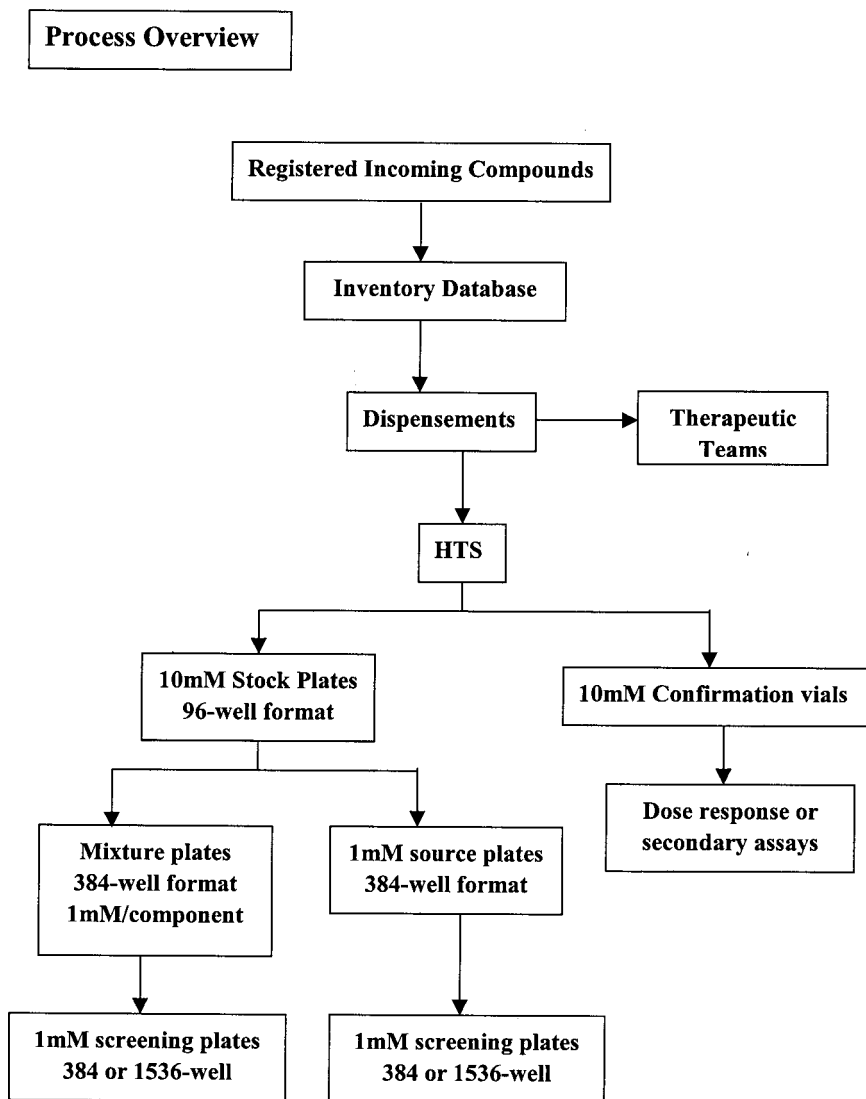 Process Overview
Registered Incoming Compounds
Inventory Database
Dispensements
Therapeutic
Teams
HTS
10mM Stock Plates
96-well format
10mM Confirmation vials
Mixture plates
384-well format
1mM/component
1mM source plates
384-well format
Dose response or
secondary assays
1mM screening plates
384 or 1536-well
1mM screening plates
384 or 1536-well